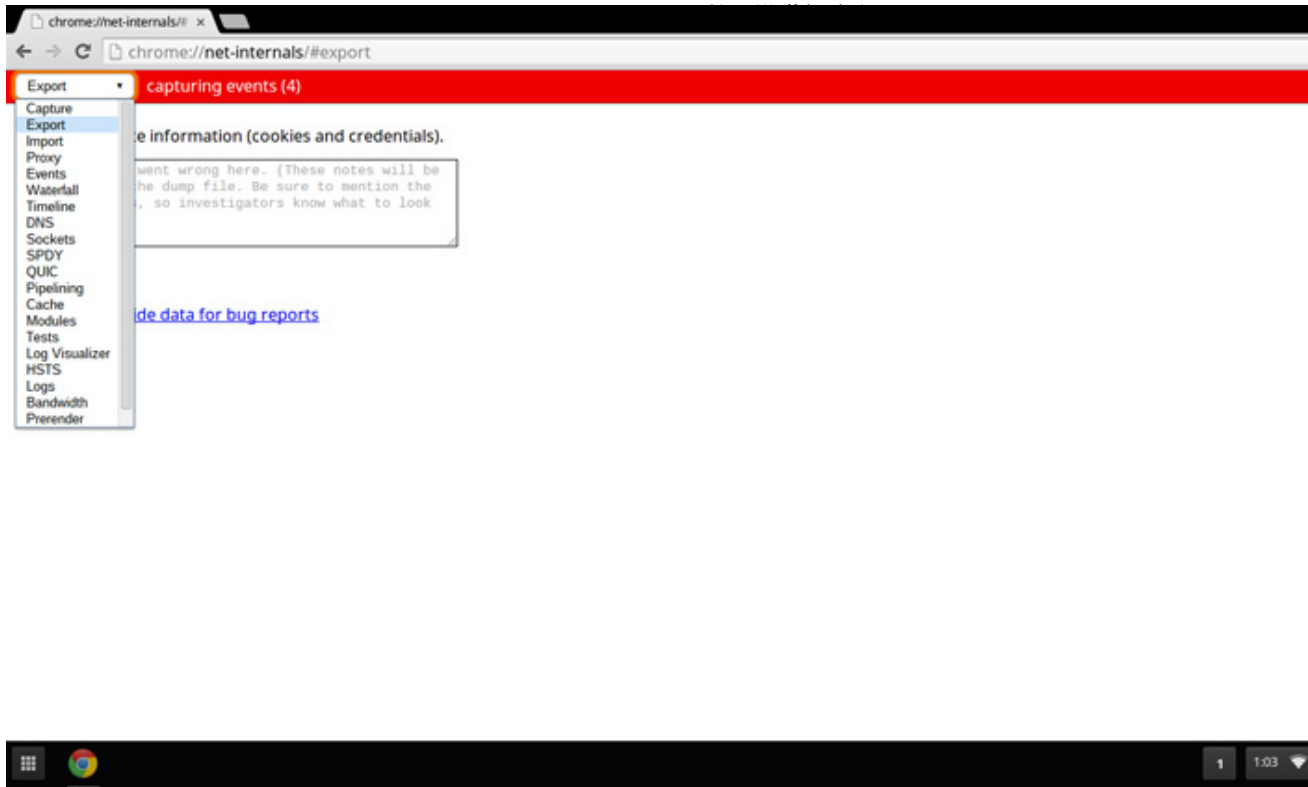 chrome://net-internals/#
chrome://net-internals/#export
Export capturing events (4)
Capture
Export
Import
Proxy
Events
Waterfall
Timeline
DNS
Sockets
SPDY
QUIC
Pipelining
Cache
Modules
Tests
Log Visualizer
HSTS
Logs
Bandwidth
Prerender
e information (cookies and credentials).
went wrong here. (These notes will be
he dump file. Be sure to mention the
, so investigators know what to look
ide data for bug reports
1 1:03